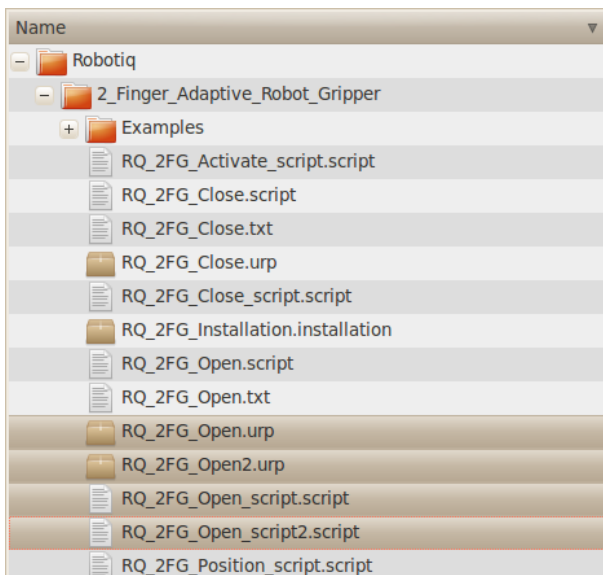 Name
Robotiq
2_Finger_Adaptive_Robot_Gripper
Examples
RQ_2FG_Activate_script.script
RQ_2FG_Close.script
RQ_2FG_Close.txt
RQ_2FG_Close.urp
RQ_2FG_Close_script.script
RQ_2FG_Installation.installation
RQ_2FG_Open.script
RQ_2FG_Open.txt
RQ_2FG_Open.urp
RQ_2FG_Open2.urp
RQ_2FG_Open_script.script
RQ_2FG_Open_script2.script
RQ_2FG_Position_script.script